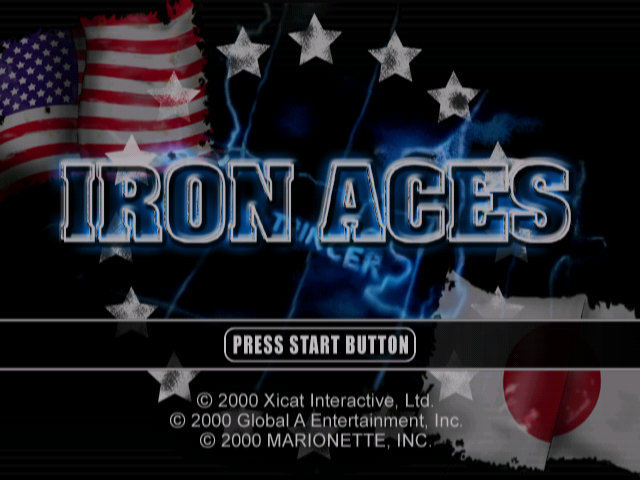 IRON ACES
PRESS START BUTTON
© 2000 Xicat Interactive, Ltd.
© 2000 Global A Entertainment, Inc.
© 2000 MARIONETTE, INC.